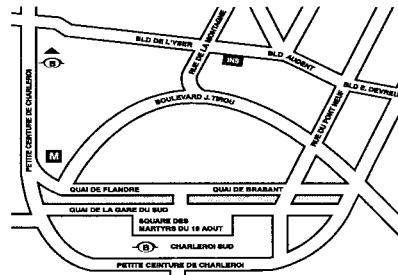 BLD DE L'YSER
RUE DE LA MONTAGNE
INS
BLD AUDENT
BLD E. DEVREU
B
PETITE CEINTURE DE CHARLEROI
BOULEVARD J. TIROU
RUE DU PONT NEUF
M
QUAI DE FLANDRE
QUAI DE BRABANT
QUAI DE LA GARE DU SUD
SQUARE DES
MARTYRS DU 18 AOUT
B
CHARLEROI SUD
PETITE CEINTURE DE CHARLEROI